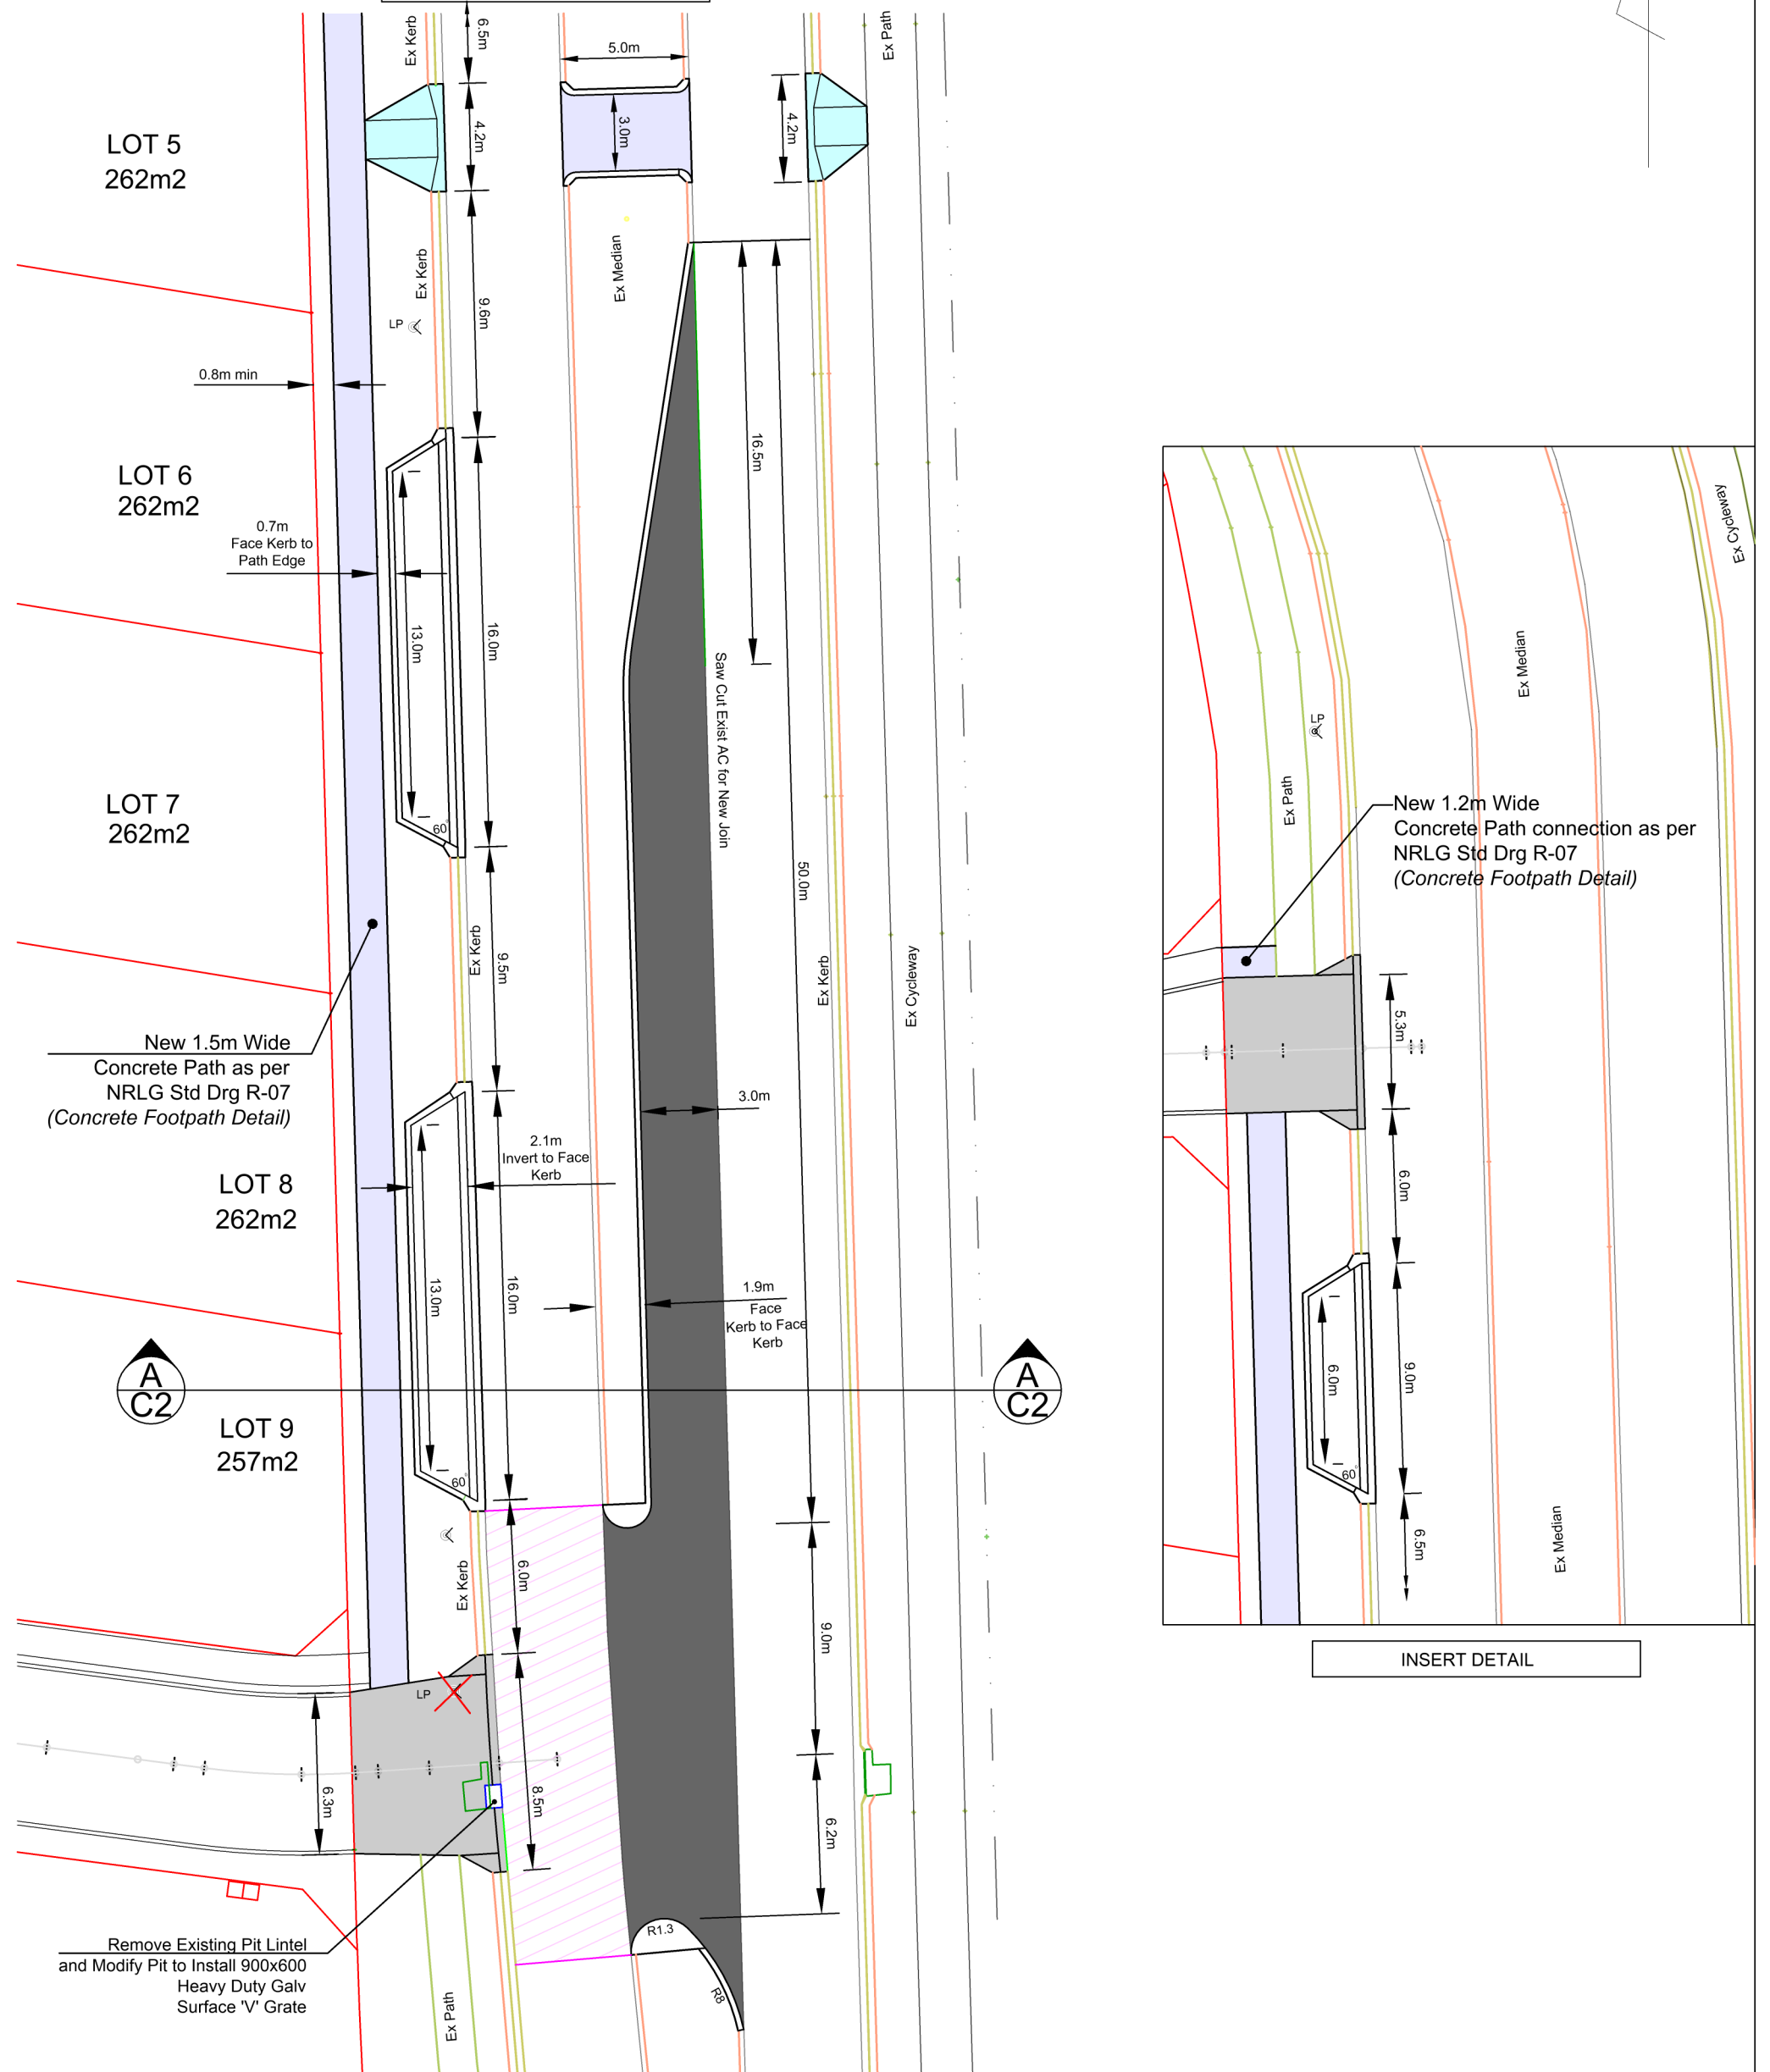 Ex Kerb
6.5m
5.0m
Ex Path
4.2m
3.0m
4.2m
LOT 5
262m2
Ex Kerb
LP
9.6m
Ex Median
0.8m min
16.5m
LOT 6
262m2
0.7m
Face Kerb to
Path Edge
13.0m
16.0m
60°
Saw Cut Exist AC for New Join
LOT 7
262m2
50.0m
Ex Kerb
9.5m
Ex Kerb
Ex Cycleway
New 1.5m Wide
Concrete Path as per
NRLG Std Drg R-07
(Concrete Footpath Detail)
3.0m
2.1m
Invert to Face
Kerb
LOT 8
262m2
13.0m
16.0m
1.9m
Face
Kerb to Face
Kerb
A
C2
A
C2
LOT 9
257m2
60°
Ex Kerb
6.0m
9.0m
LP
6.3m
8.5m
6.2m
R1.3
R8
Remove Existing Pit Lintel
and Modify Pit to Install 900x600
Heavy Duty Galv
Surface 'V' Grate
Ex Path
Ex Cycleway
Ex Median
LP
Ex Path
New 1.2m Wide
Concrete Path connection as per
NRLG Std Drg R-07
(Concrete Footpath Detail)
5.3m
6.0m
6.0m
9.0m
60°
6.5m
Ex Median
INSERT DETAIL